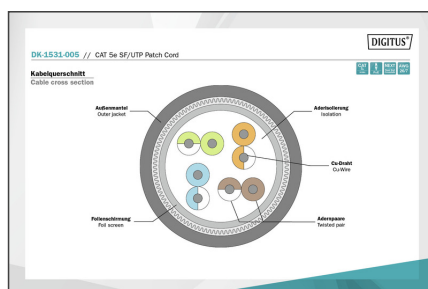 DIGITUS®
DK-1531-005 // CAT 5e SF/UTP Patch Cord
Kabelquerschnitt
Cable cross section
Außenmantel
Outer jacket
Aderisolierung
Isolation
Cu-Draht
Cu-Wire
Folienschirmung
Foil screen
Adernpaare
Twisted pair